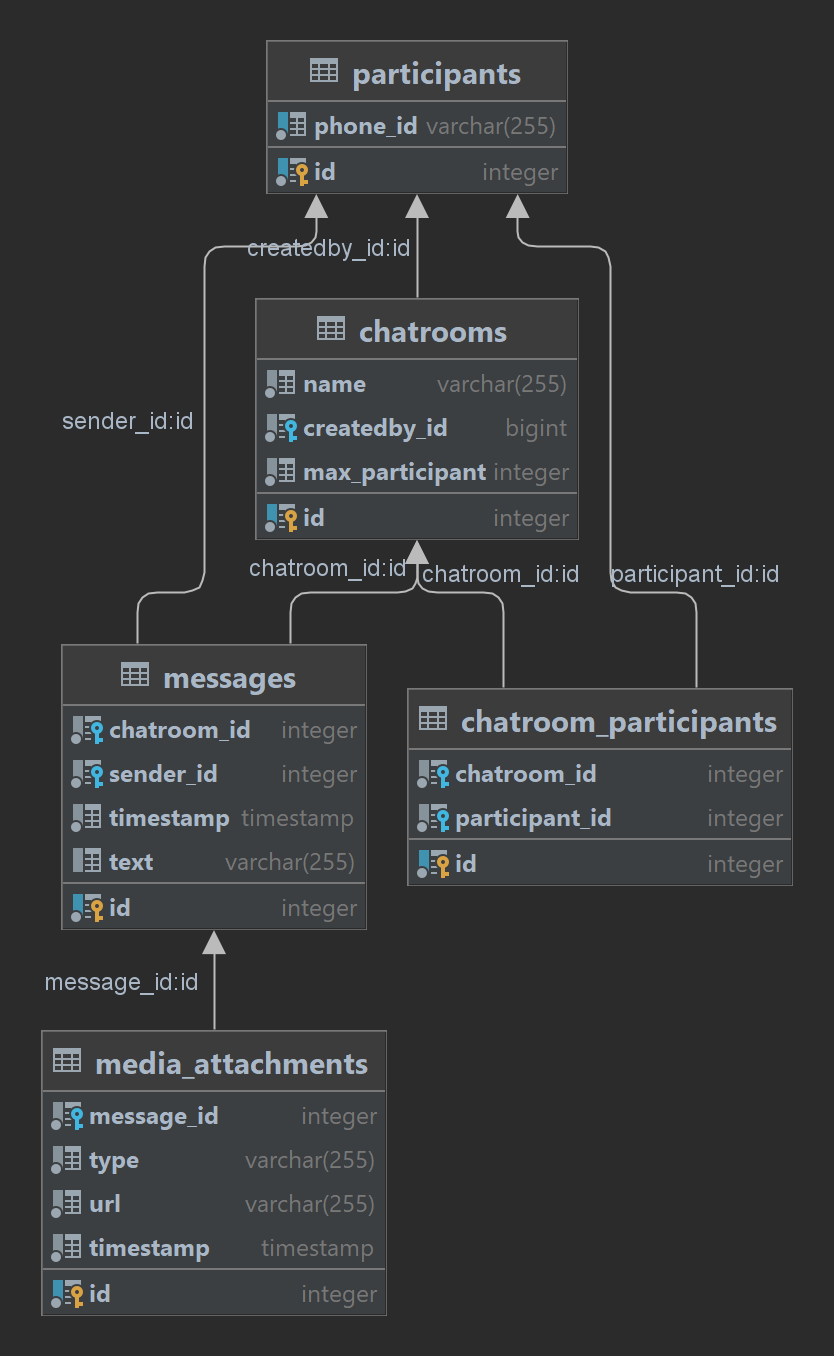 participants
phone_id varchar(255)
id integer
createdby_id:id
chatrooms
name varchar(255)
createdby_id bigint
max_participant integer
id integer
sender_id:id
chatroom_id:id
chatroom_id:id
participant_id:id
messages
chatroom_id integer
sender_id integer
timestamp timestamp
text varchar(255)
id integer
chatroom_participants
chatroom_id integer
participant_id integer
id integer
message_id:id
media_attachments
message_id integer
type varchar(255)
url varchar(255)
timestamp timestamp
id integer